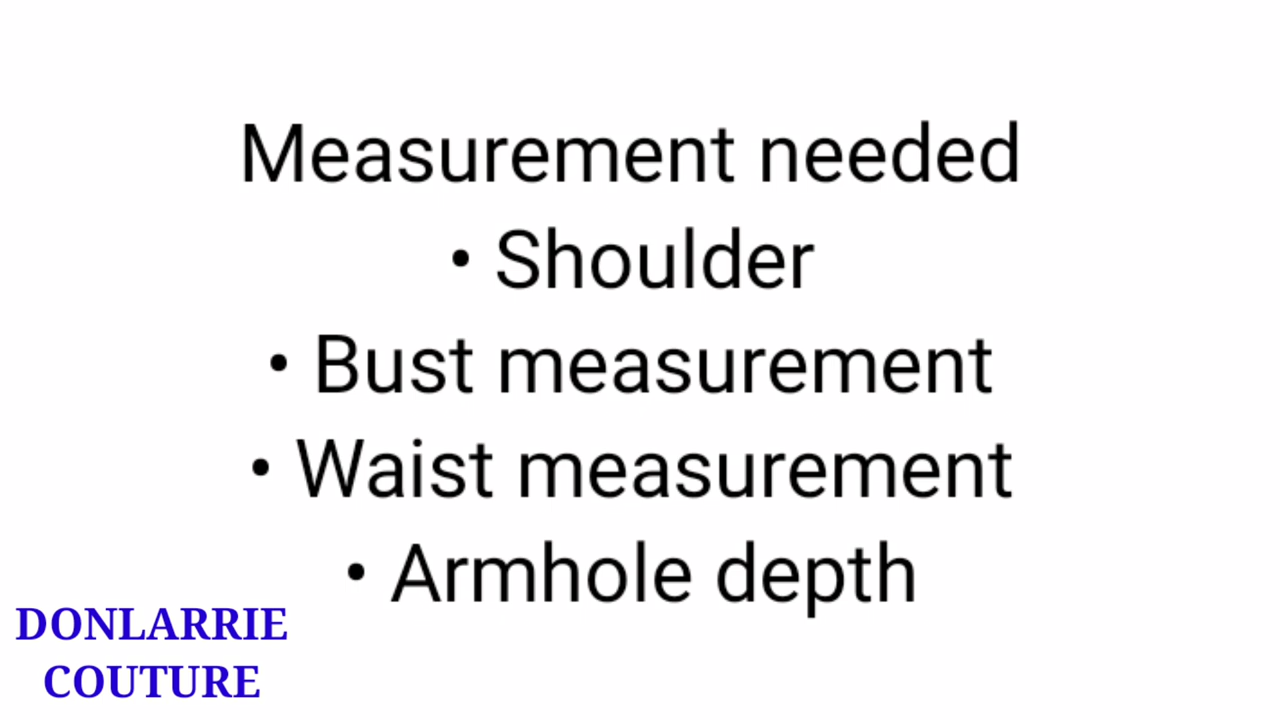 Measurement needed
• Shoulder
• Bust measurement
• Waist measurement
• Armhole depth
DONLARRIE
COUTURE